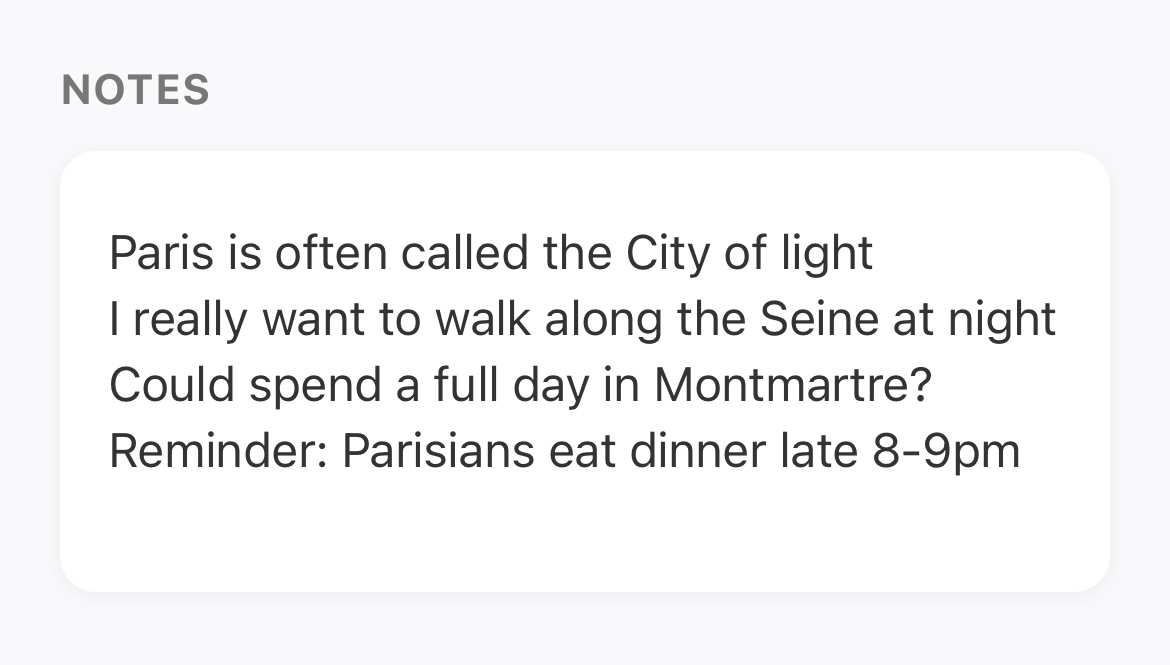 NOTES
Paris is often called the City of light
I really want to walk along the Seine at night
Could spend a full day in Montmartre?
Reminder: Parisians eat dinner late 8-9pm